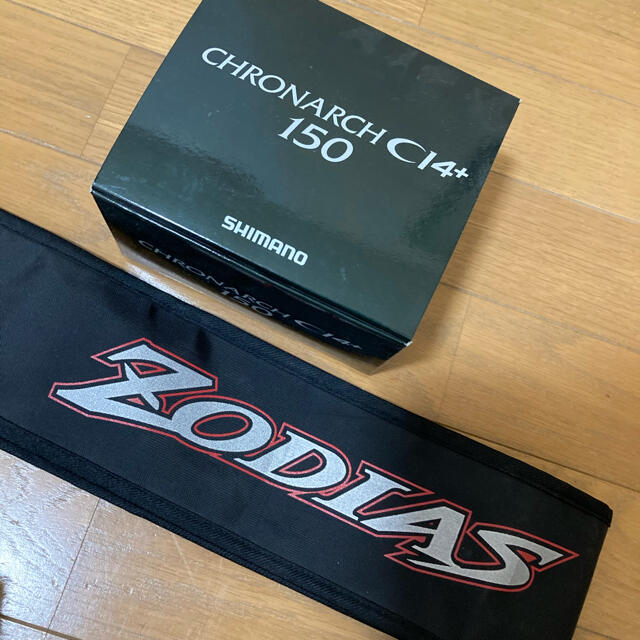 CHRONARCH CI4+
150
SHIMANO
CHRONARCH CI4+
150
ZODIAS